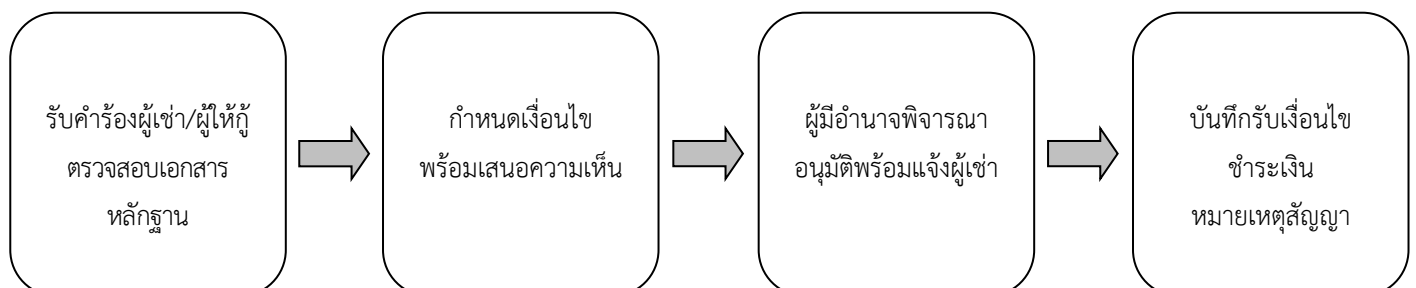 รับคำร้องผู้เช่า/ผู้ให้กู้
ตรวจสอบเอกสาร
หลักฐาน
กำหนดเงื่อนไข
พร้อมเสนอความเห็น
ผู้มีอำนาจพิจารณา
อนุมัติพร้อมแจ้งผู้เช่า
บันทึกรับเงื่อนไข
ชำระเงิน
หมายเหตุสัญญา